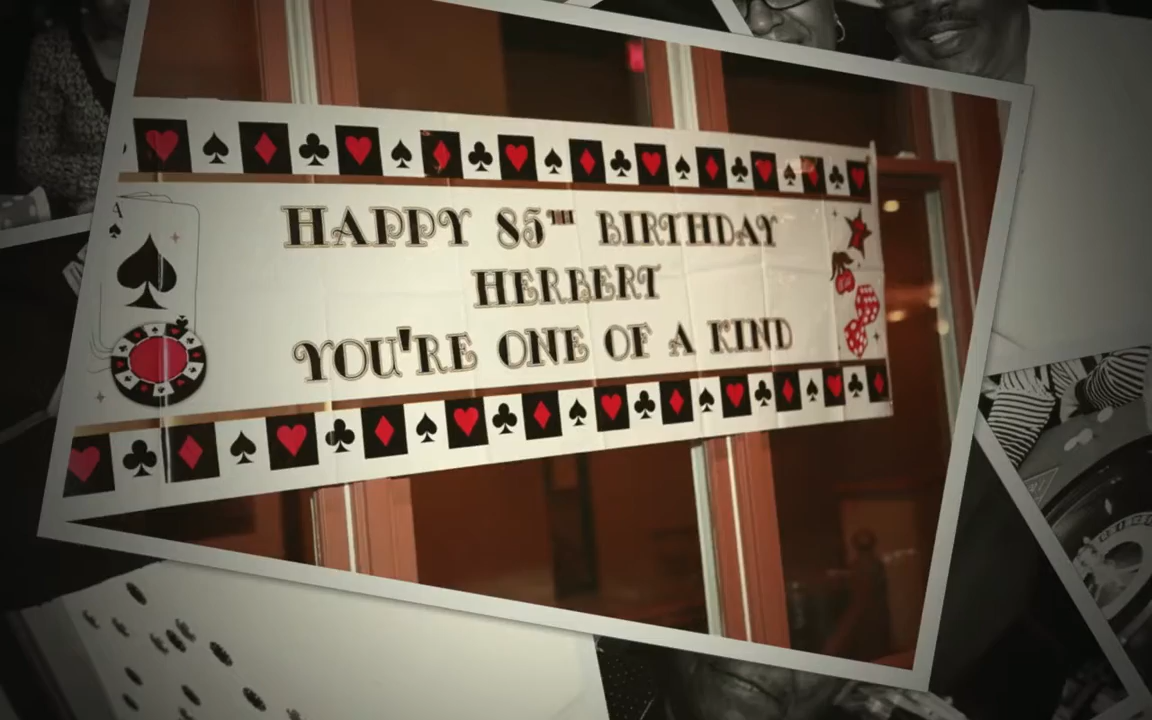 HAPPY 85TH BIRTHDAY
HERBERT
YOU'RE ONE OF A KIND
A